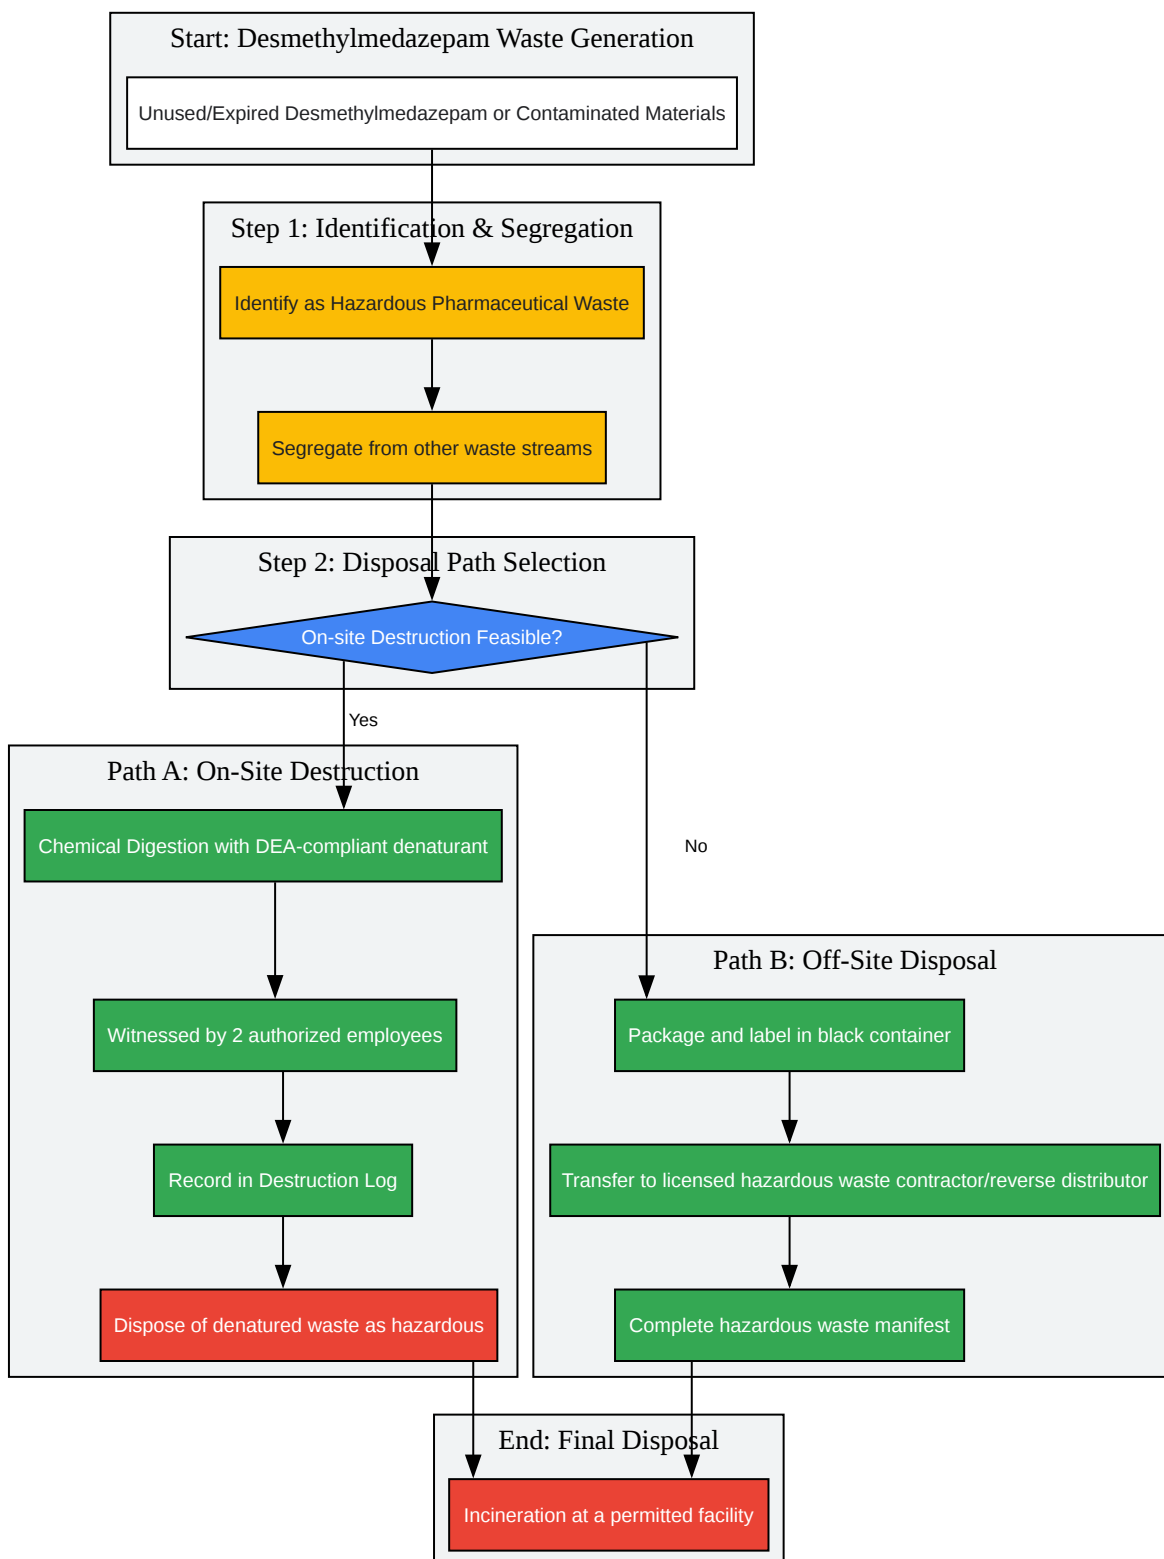 Start: Desmethylmedazepam Waste Generation
Unused/Expired Desmethylmedazepam or Contaminated Materials
Step 1: Identification & Segregation
Identify as Hazardous Pharmaceutical Waste
Segregate from other waste streams
Step 2: Disposal Path Selection
On-site Destruction Feasible?
Yes
Path A: On-Site Destruction
Chemical Digestion with DEA-compliant denaturant
Witnessed by 2 authorized employees
Record in Destruction Log
Dispose of denatured waste as hazardous
No
Path B: Off-Site Disposal
Package and label in black container
Transfer to licensed hazardous waste contractor/reverse distributor
Complete hazardous waste manifest
End: Final Disposal
Incineration at a permitted facility